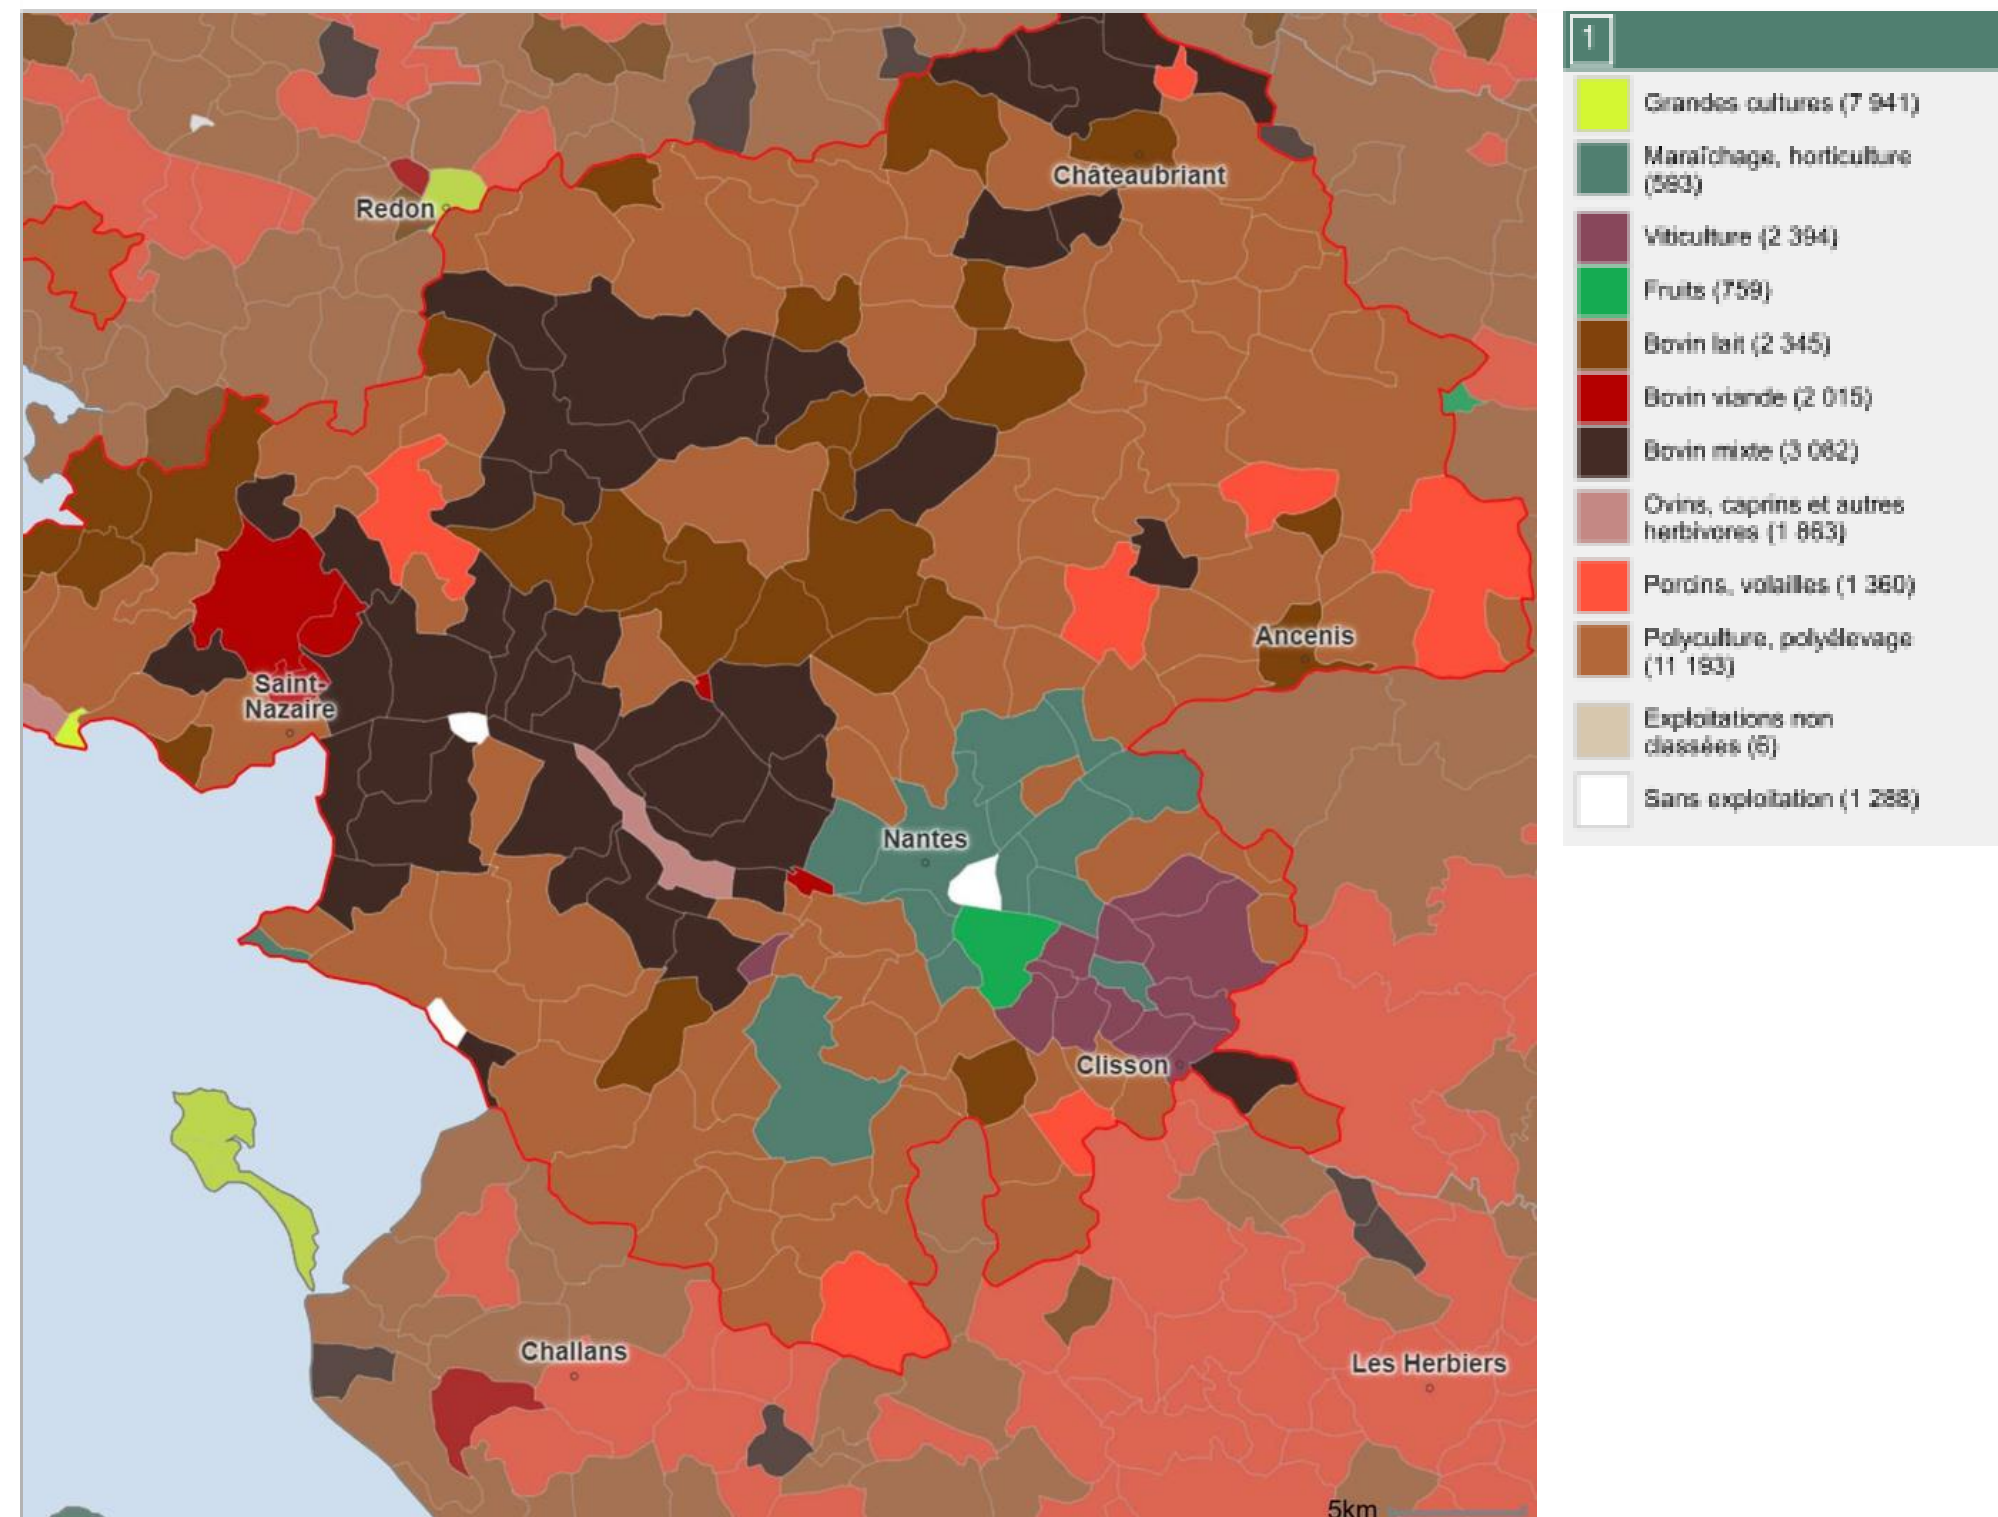 Châteaubriant
Redon
Ancenis
Saint-
Nazaire
Nantes
Clisson
Challans
Les Herbiers
5km
1
Grandes cultures (7 941)
Maraîchage, horticulture
(593)
Viticulture (2 394)
Fruits (759)
Bovin lait (2 345)
Bovin viande (2 015)
Bovin mixte (3 082)
Ovins, caprins et autres
herbivores (1 863)
Porcins, volailles (1 360)
Polyculture, polyélevage
(11 193)
Exploitations non
classées (6)
Sans exploitation (1 288)